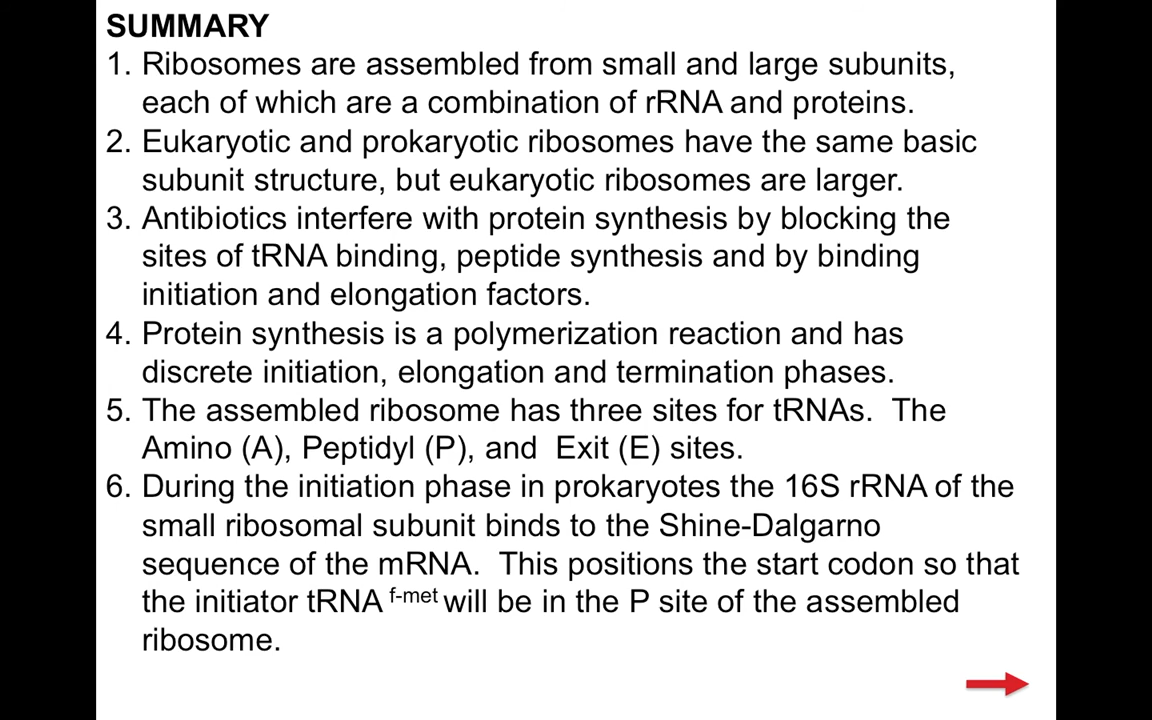 SUMMARY
1. Ribosomes are assembled from small and large subunits,
each of which are a combination of rRNA and proteins.
2. Eukaryotic and prokaryotic ribosomes have the same basic
subunit structure, but eukaryotic ribosomes are larger.
3. Antibiotics interfere with protein synthesis by blocking the
sites of tRNA binding, peptide synthesis and by binding
initiation and elongation factors.
4. Protein synthesis is a polymerization reaction and has
discrete initiation, elongation and termination phases.
5. The assembled ribosome has three sites for tRNAs.  The
Amino (A), Peptidyl (P), and  Exit (E) sites.
6. During the initiation phase in prokaryotes the 16S rRNA of the
small ribosomal subunit binds to the Shine-Dalgarno
sequence of the mRNA.  This positions the start codon so that
the initiator tRNA f-met will be in the P site of the assembled
ribosome.